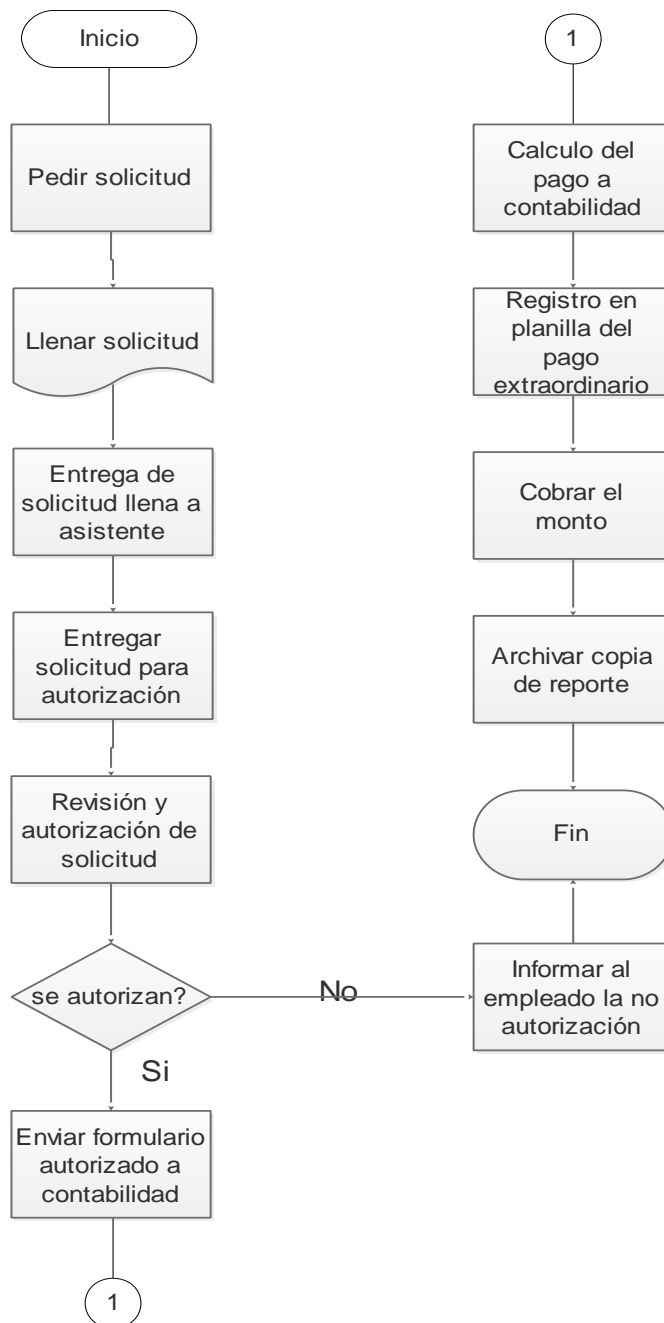 Inicio
Pedir solicitud
Llenar solicitud
Entrega de
solicitud llena a
asistente
Entregar
solicitud para
autorización
Revisión y
autorización de
solicitud
se autorizan?
No
Si
Enviar formulario
autorizado a
contabilidad
1
1
Calculo del
pago a
contabilidad
Registro en
planilla del
pago
extraordinario
Cobrar el
monto
Archivar copia
de reporte
Fin
Informar al
empleado la no
autorización